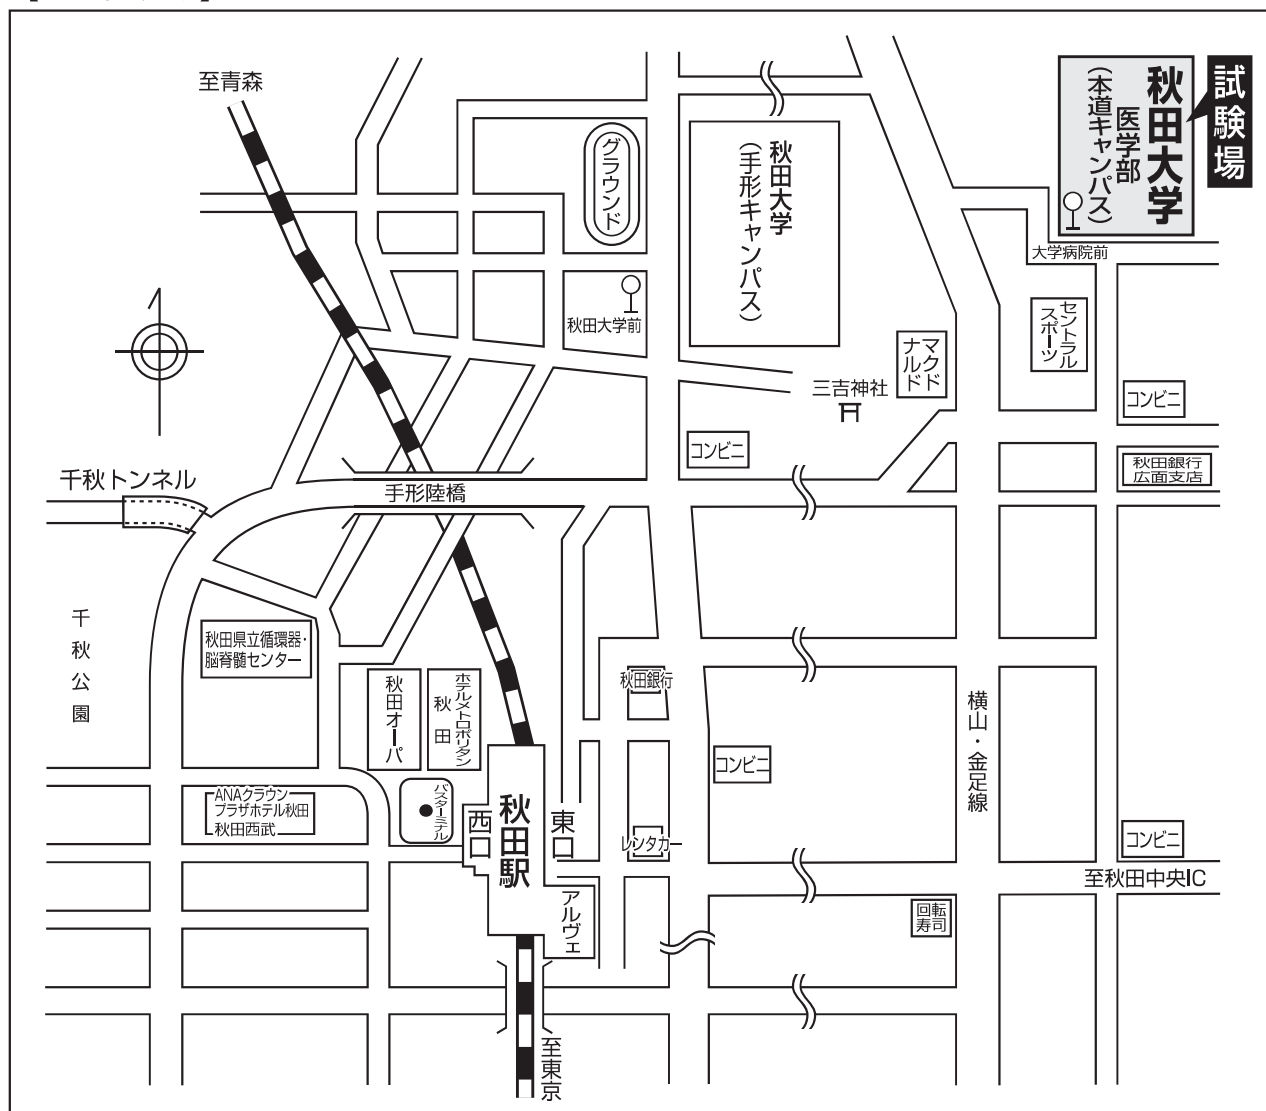 至青森
グラウンド
秋田大学
(手形キャンパス)
試験場
秋田大学
医学部
(本道キャンパス)
大学病院前
秋田大学前
セントラル
スポーツ
マクド
ナルド
三吉神社
コンビニ
コンビニ
千秋トンネル
手形陸橋
秋田銀行
広面支店
千秋公園
秋田県立循環器・
脳脊髄センター
秋田オーパ
ホテルメトロポリタン
秋田
秋田銀行
コンビニ
横山・金足線
ANAクラウン
プラザホテル秋田
秋田西武
バスターミナル
西口
秋田駅
東口
レンタカー
コンビニ
至秋田中央IC
アルヴェ
回転
寿司
至東京